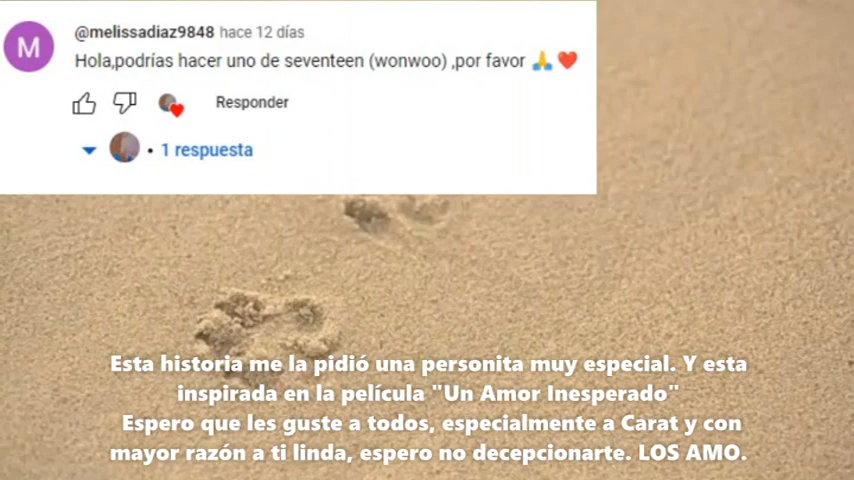 M
@melissadiaz9848 hace 12 días
Hola,podrías hacer uno de seventeen (wonwoo) ,por favor 🙏 ❤️
Responder
• 1 respuesta
Esta historia me la pidió una personita muy especial. Y esta
inspirada en la película "Un Amor Inesperado"
Espero que les guste a todos, especialmente a Carat y con
mayor razón a ti linda, espero no decepcionarte. LOS AMO.